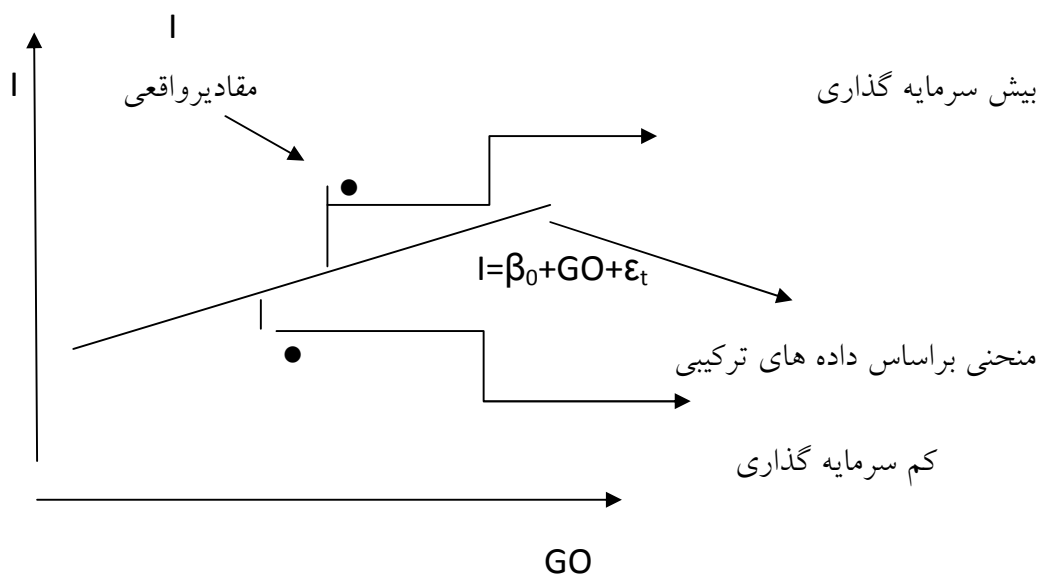 I
I
بیش سرمایه گذاری
مقادیرواقعی
I=β₀+GO+εₜ
منحنی براساس داده های ترکیبی
کم سرمایه گذاری
GO